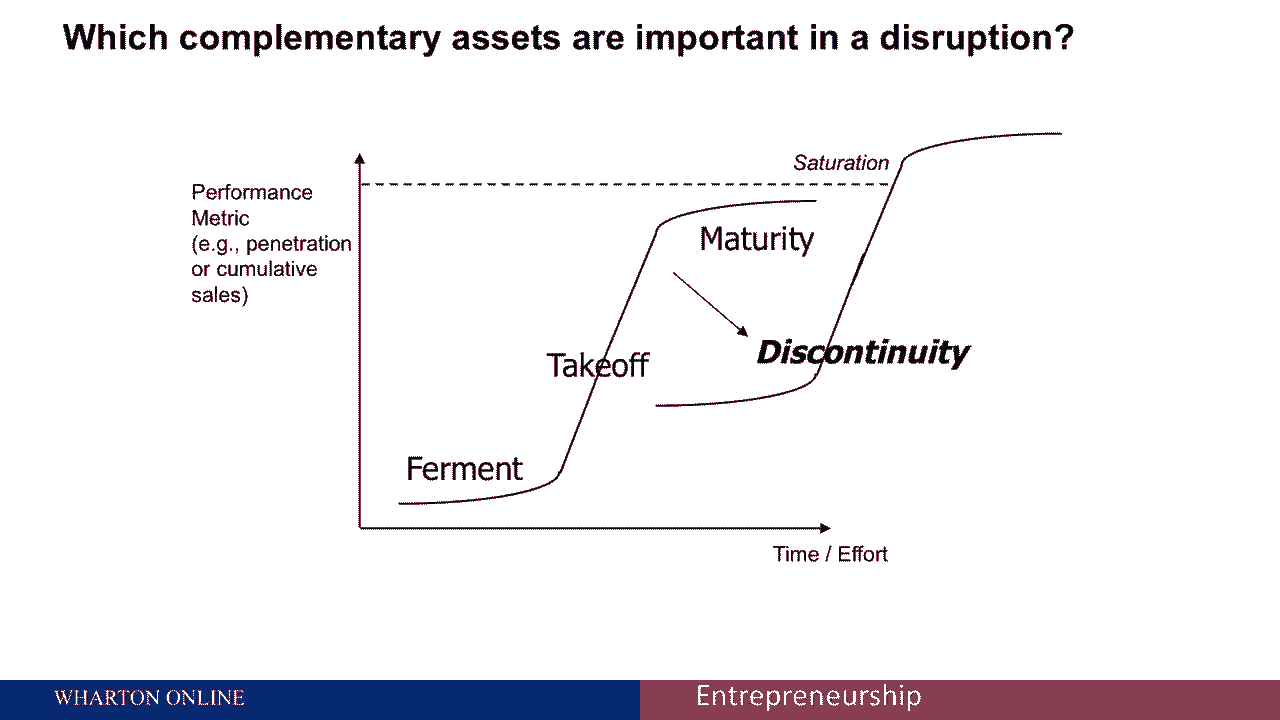 Which complementary assets are important in a disruption?
Saturation
Performance
Metric
(e.g., penetration
or cumulative
sales)
Maturity
Discontinuity
Takeoff
Ferment
Time / Effort
WHARTON ONLINE
Entrepreneurship